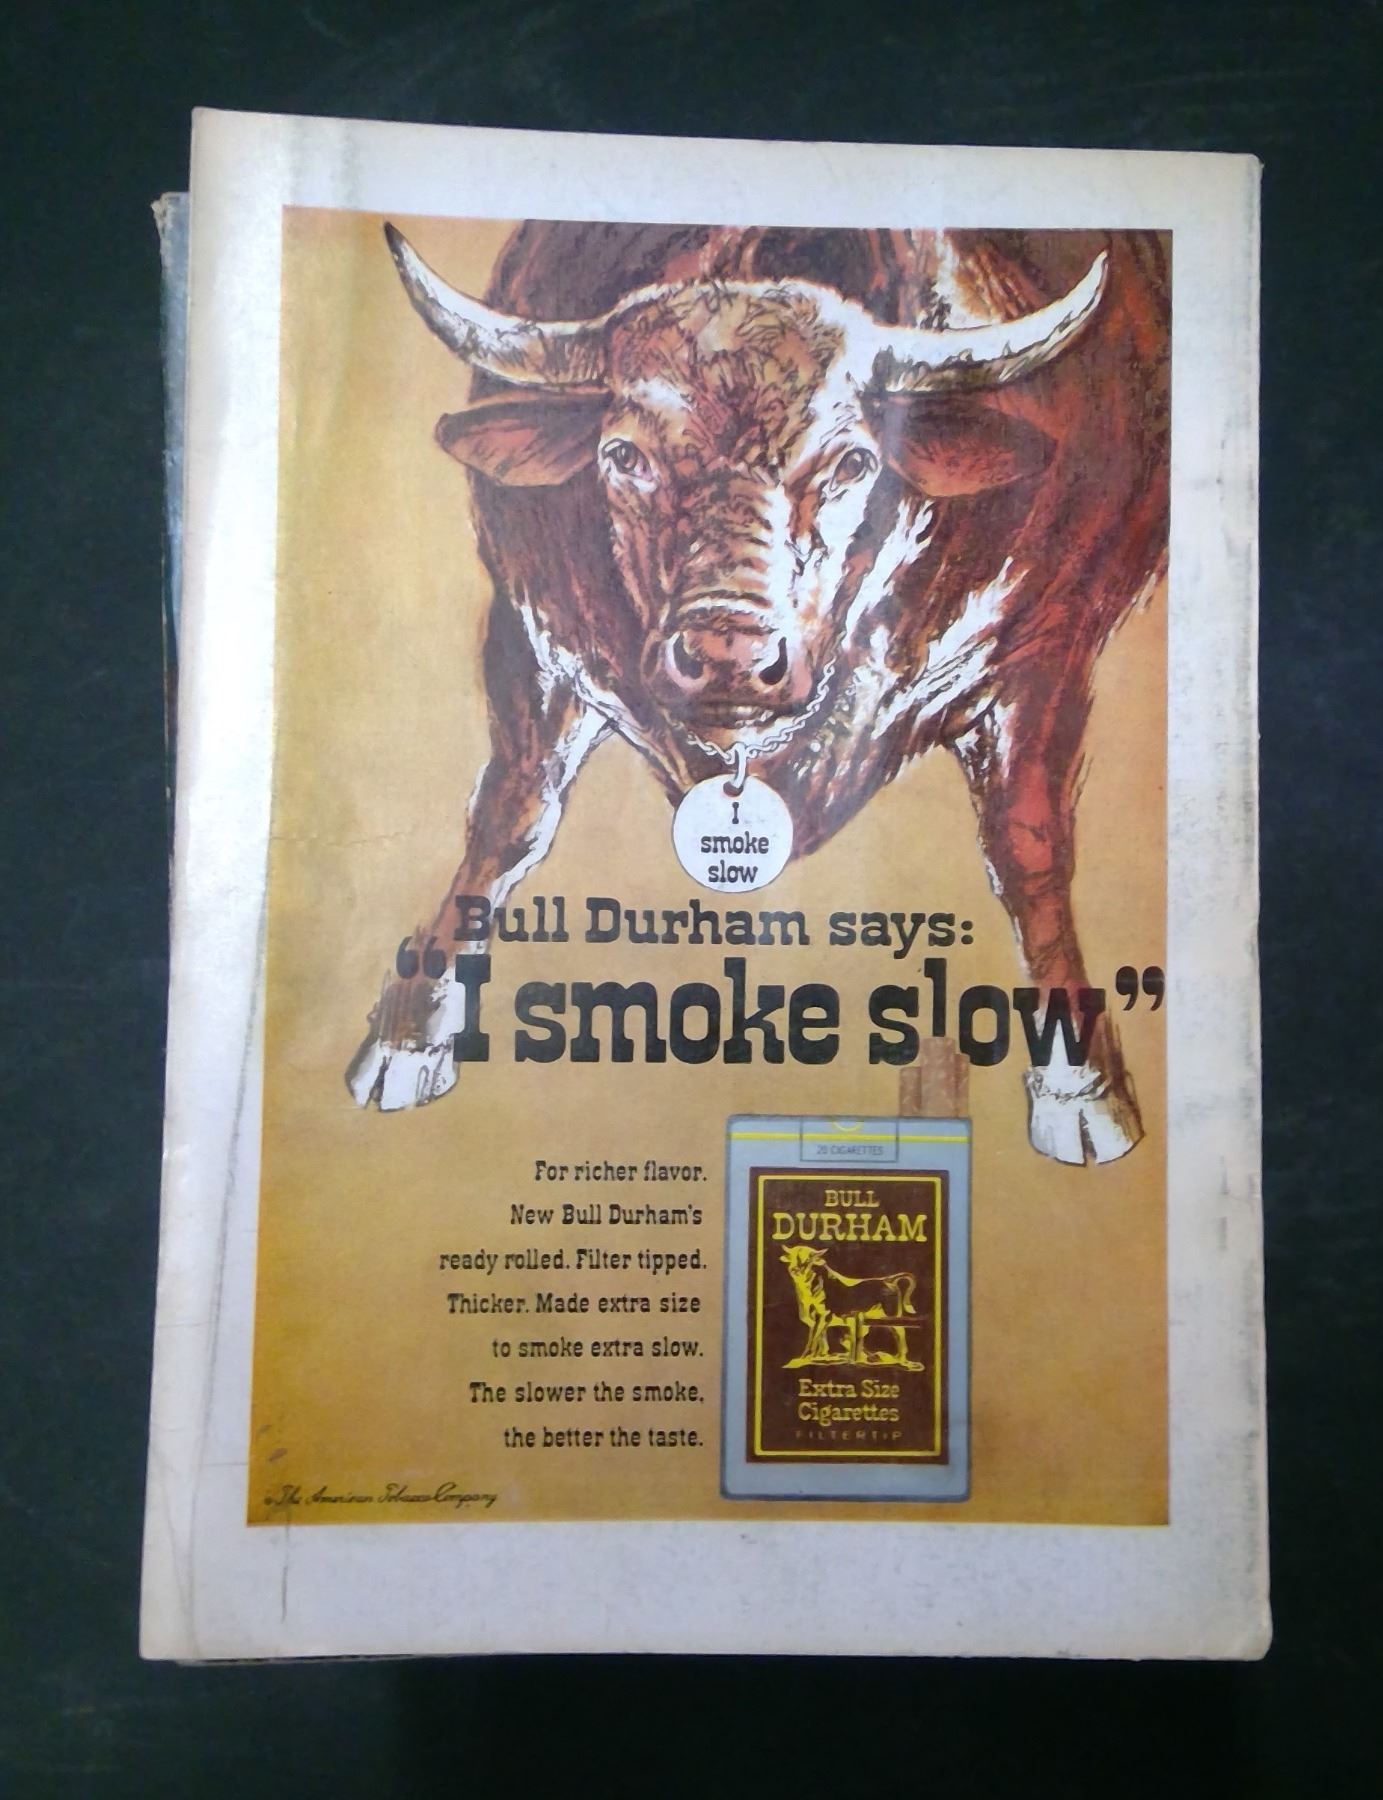 I
smoke
slow
Bull Durham says:
“I smoke slow”
For richer flavor.
New Bull Durham's
ready rolled. Filter tipped.
Thicker. Made extra size
to smoke extra slow.
The slower the smoke,
the better the taste.
20 CIGARETTES
BULL
DURHAM
Extra Size
Cigarettes
FILTER TIP
© The American Tobacco Company